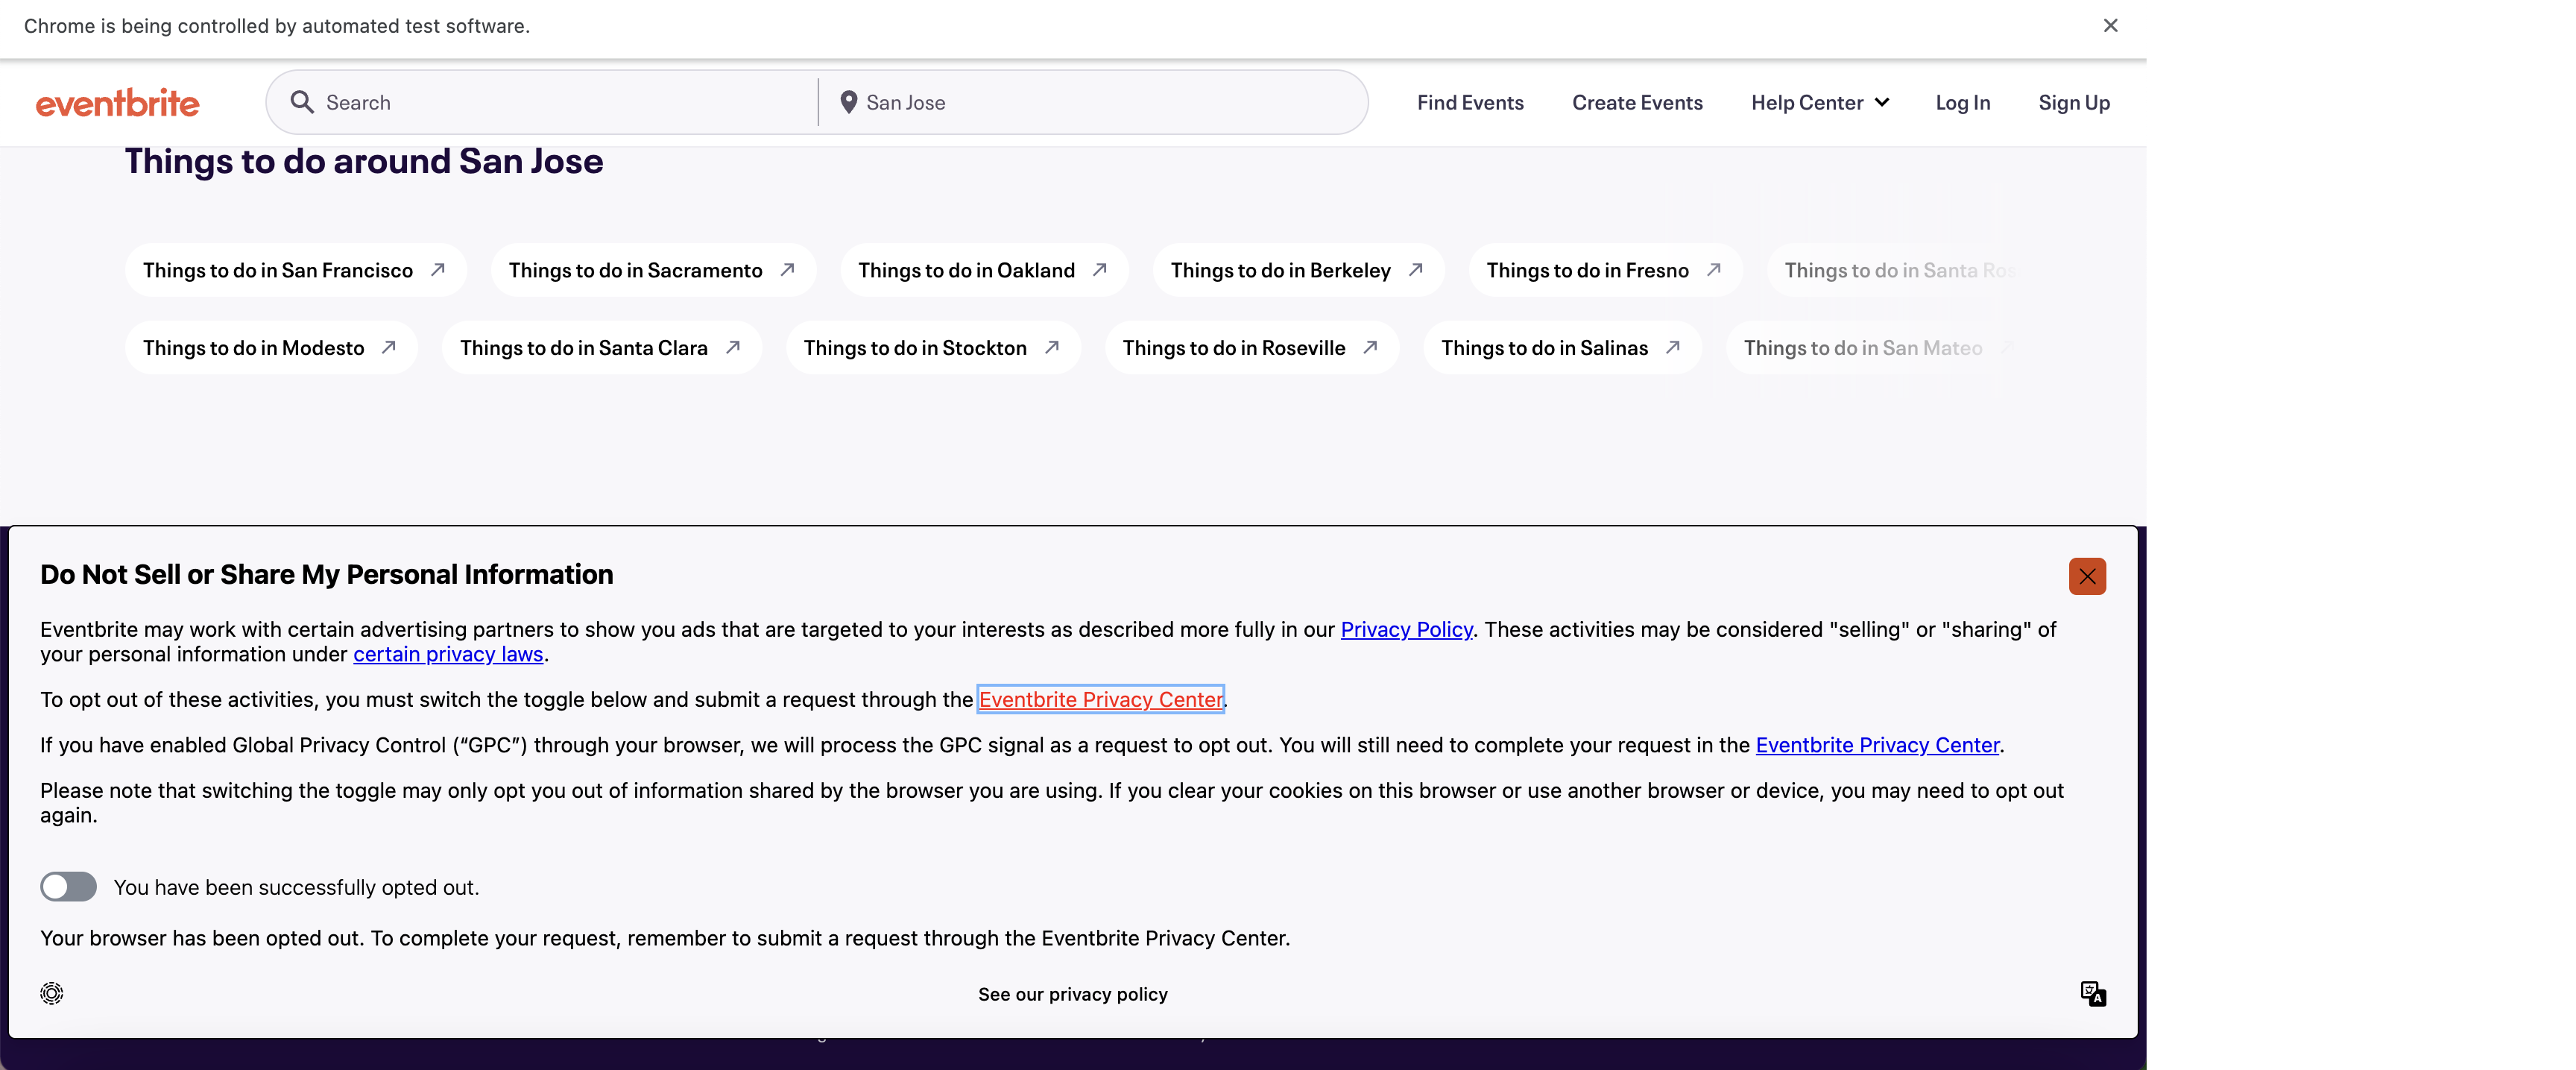 Chrome is being controlled by automated test software.
eventbrite
Search
San Jose
Find Events
Create Events
Help Center
Log In
Sign Up
Things to do around San Jose
Things to do in San Francisco
Things to do in Sacramento
Things to do in Oakland
Things to do in Berkeley
Things to do in Fresno
Things to do in Santa Ros
Things to do in Modesto
Things to do in Santa Clara
Things to do in Stockton
Things to do in Roseville
Things to do in Salinas
Things to do in San Mateo
Do Not Sell or Share My Personal Information
Eventbrite may work with certain advertising partners to show you ads that are targeted to your interests as described more fully in our Privacy Policy. These activities may be considered "selling" or "sharing" of
your personal information under certain privacy laws.
To opt out of these activities, you must switch the toggle below and submit a request through the Eventbrite Privacy Center.
If you have enabled Global Privacy Control (“GPC”) through your browser, we will process the GPC signal as a request to opt out. You will still need to complete your request in the Eventbrite Privacy Center.
Please note that switching the toggle may only opt you out of information shared by the browser you are using. If you clear your cookies on this browser or use another browser or device, you may need to opt out
again.
You have been successfully opted out.
Your browser has been opted out. To complete your request, remember to submit a request through the Eventbrite Privacy Center.
See our privacy policy